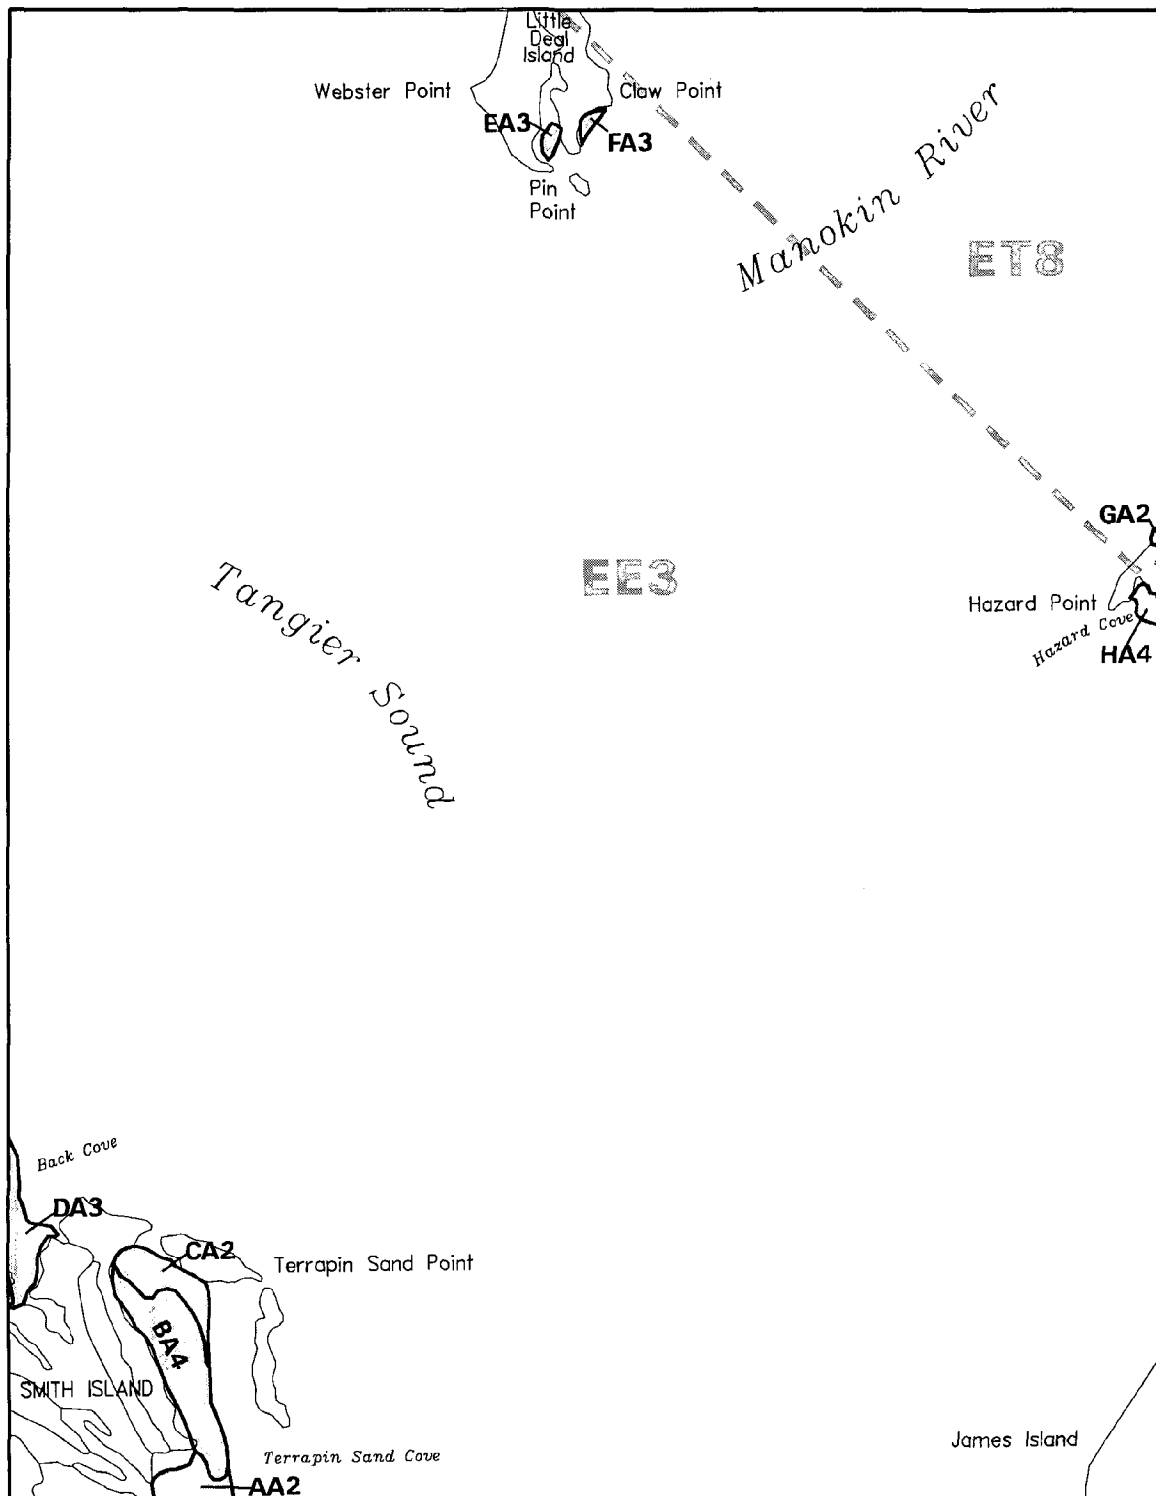 Little
Deal
Island
Webster Point
Claw Point
EA3
FA3
Pin
Point
Manokin River
ET8
GA2
EE3
Tangier Sound
Hazard Point
Hazard Cove
HA4
Back Cove
DA3
CA2
Terrapin Sand Point
BA4
SMITH ISLAND
James Island
Terrapin Sand Cove
AA2